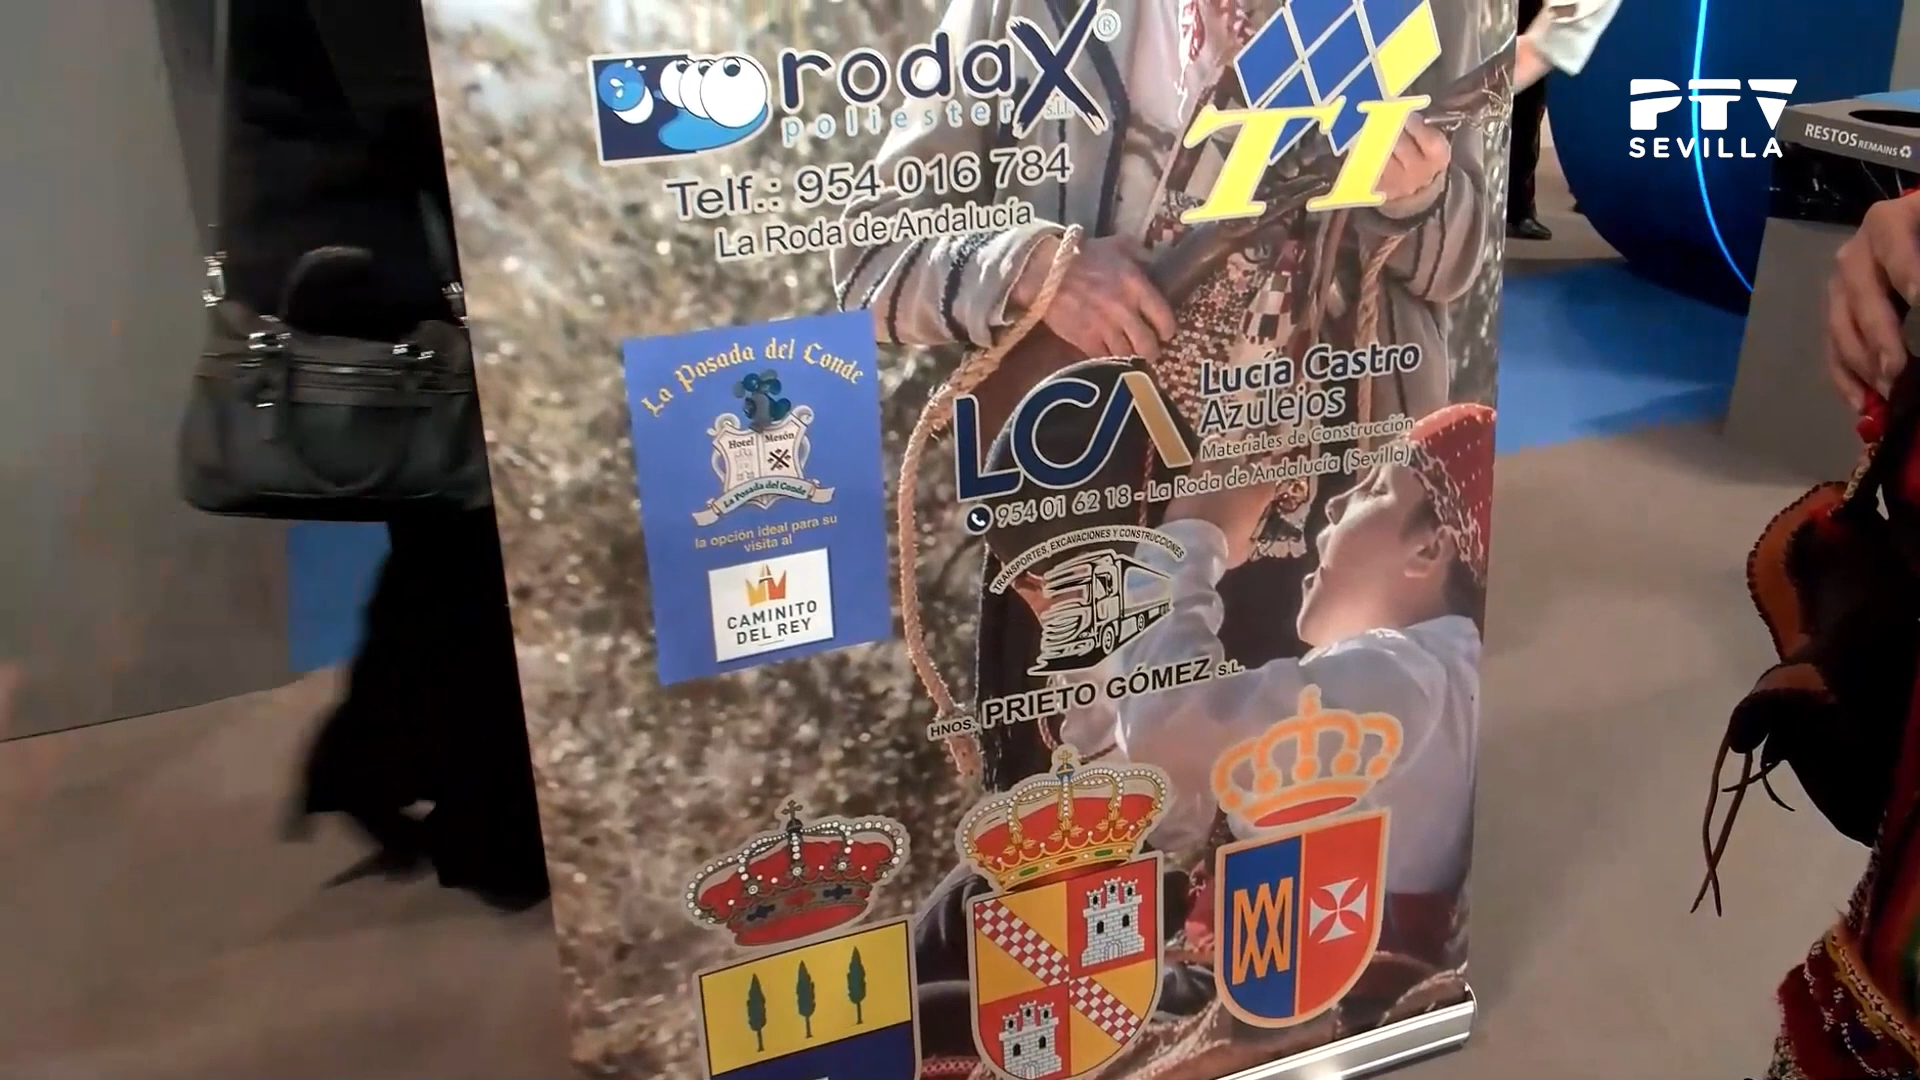 rodaX®
poliester s.l.l.
Telf.: 954 016 784
La Roda de Andalucía
TI
PTV
SEVILLA
RESTOS REMAINS
La Posada del Conde
Hotel Mesón
La Posada del Conde
la opción ideal para su
visita al
CAMINITO
DEL REY
LCA
Lucía Castro
Azulejos
Materiales de Construcción
954 01 62 18 - La Roda de Andalucía (Sevilla)
TRANSPORTES, EXCAVACIONES Y CONSTRUCCIONES
HNOS. PRIETO GÓMEZ S.L.